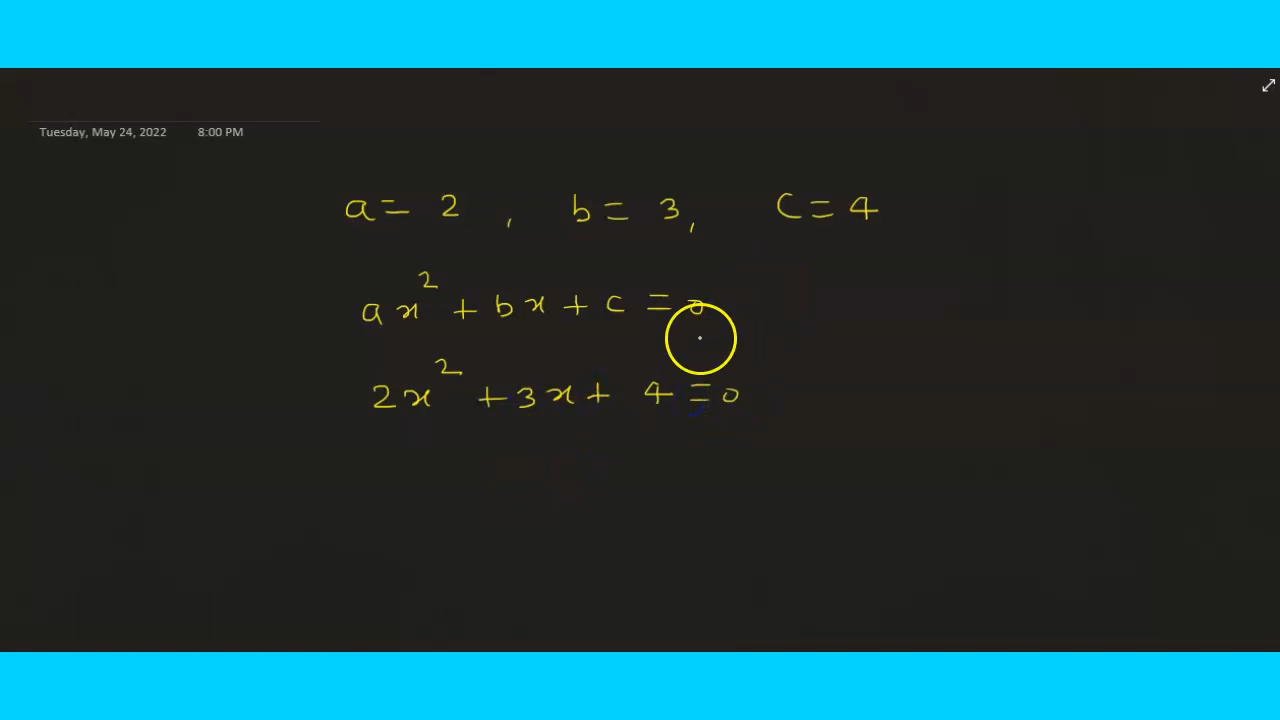 Tuesday, May 24, 2022 8:00 PM
a = 2 , b = 3, C = 4
ax² + bx + c = 0
2x² + 3x + 4 = 0